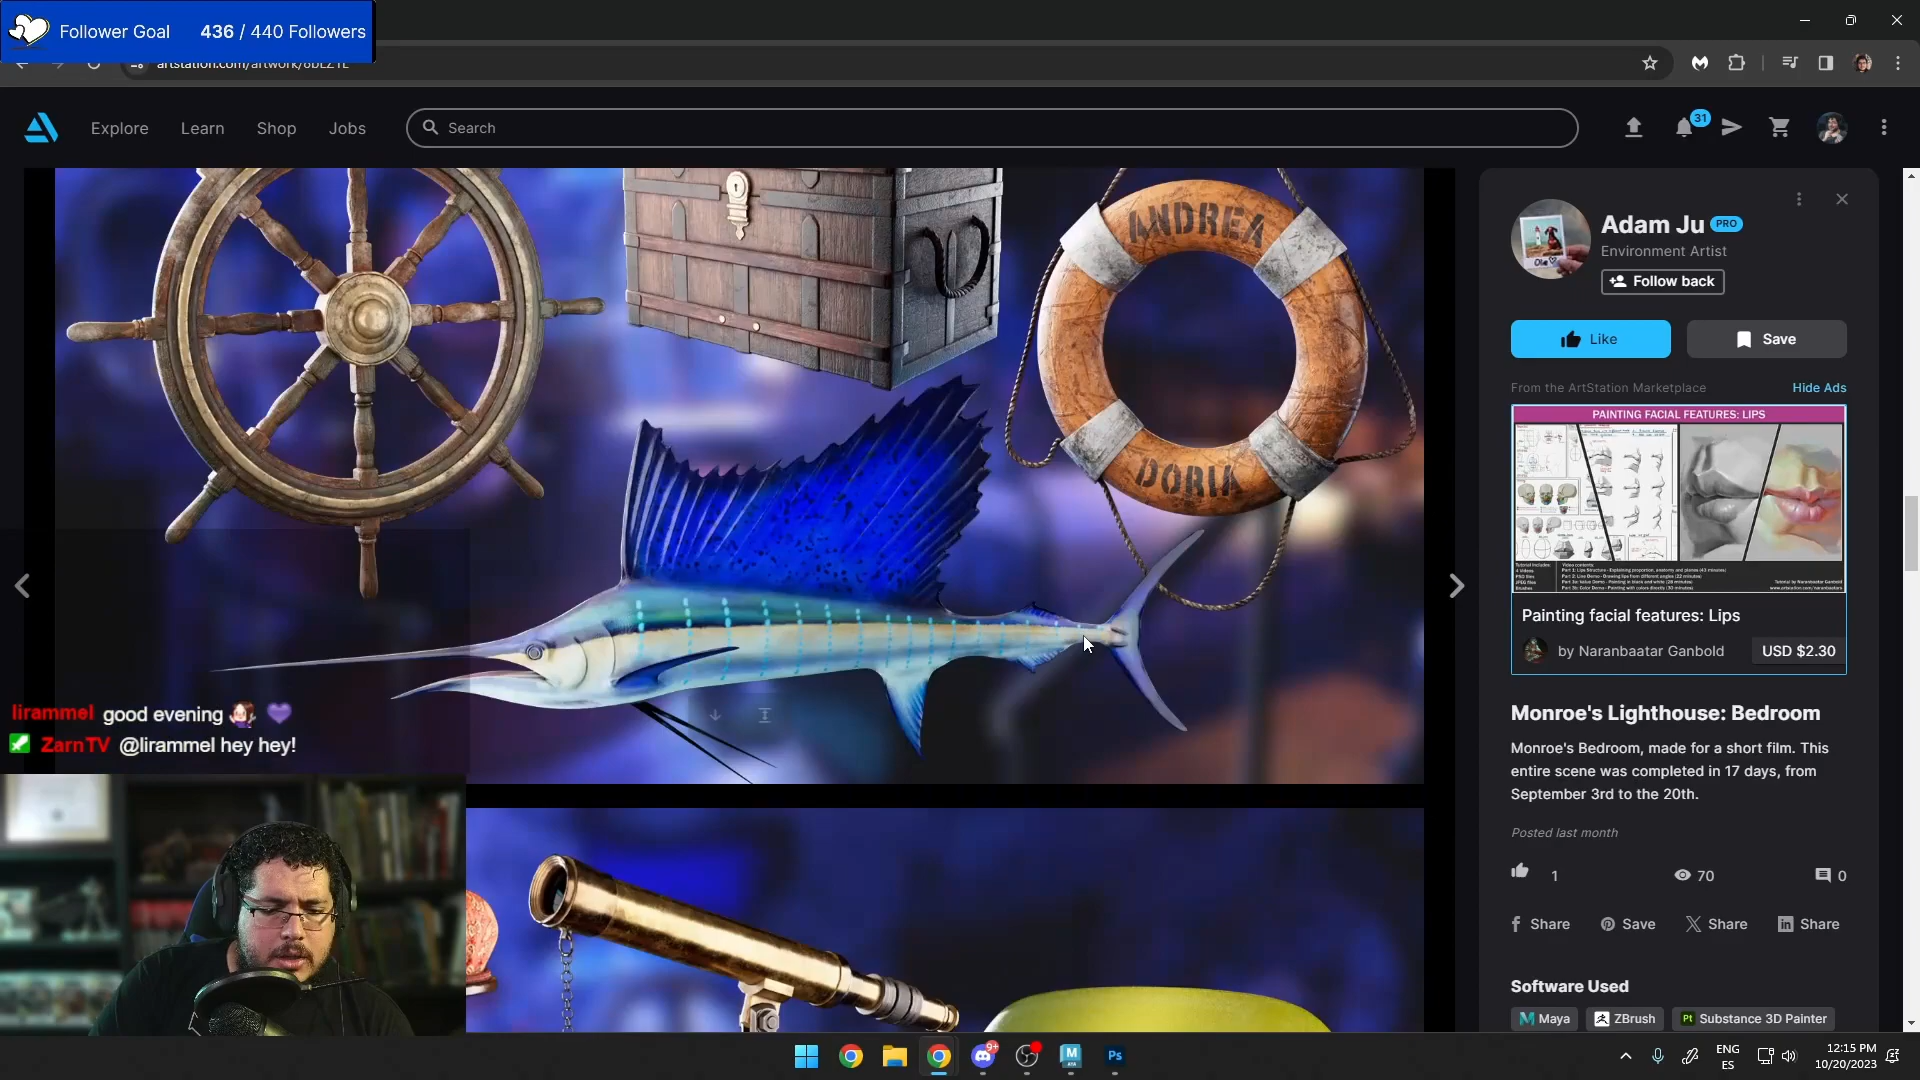 Follower Goal 436 / 440 Followers
Explore
Learn
Shop
Jobs
Search
31
ANDREA
DORIA
lirammel good evening
ZarnTV @lirammel hey hey!
Adam Ju PRO
Environment Artist
Follow back
Like
Save
From the ArtStation Marketplace
Hide Ads
PAINTING FACIAL FEATURES: LIPS
Painting facial features: Lips
by Naranbaatar Ganbold
USD $2.30
Monroe's Lighthouse: Bedroom
Monroe's Bedroom, made for a short film. This
entire scene was completed in 17 days, from
September 3rd to the 20th.
Posted last month
1
70
0
Share
Save
Share
Share
Software Used
Maya
ZBrush
Pt Substance 3D Painter
9+
M
Ps
ENG
ES
12:15 PM
10/20/2023